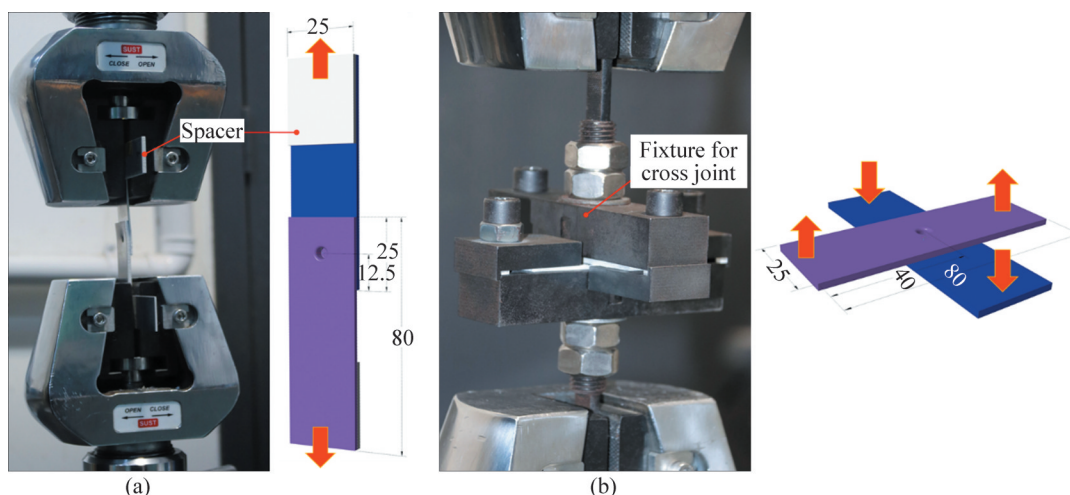 SUST
CLOSE OPEN
Spacer
OPEN CLOSE
SUST
25
25
12.5
80
(a)
Fixture for
cross joint
25
40
80
(b)